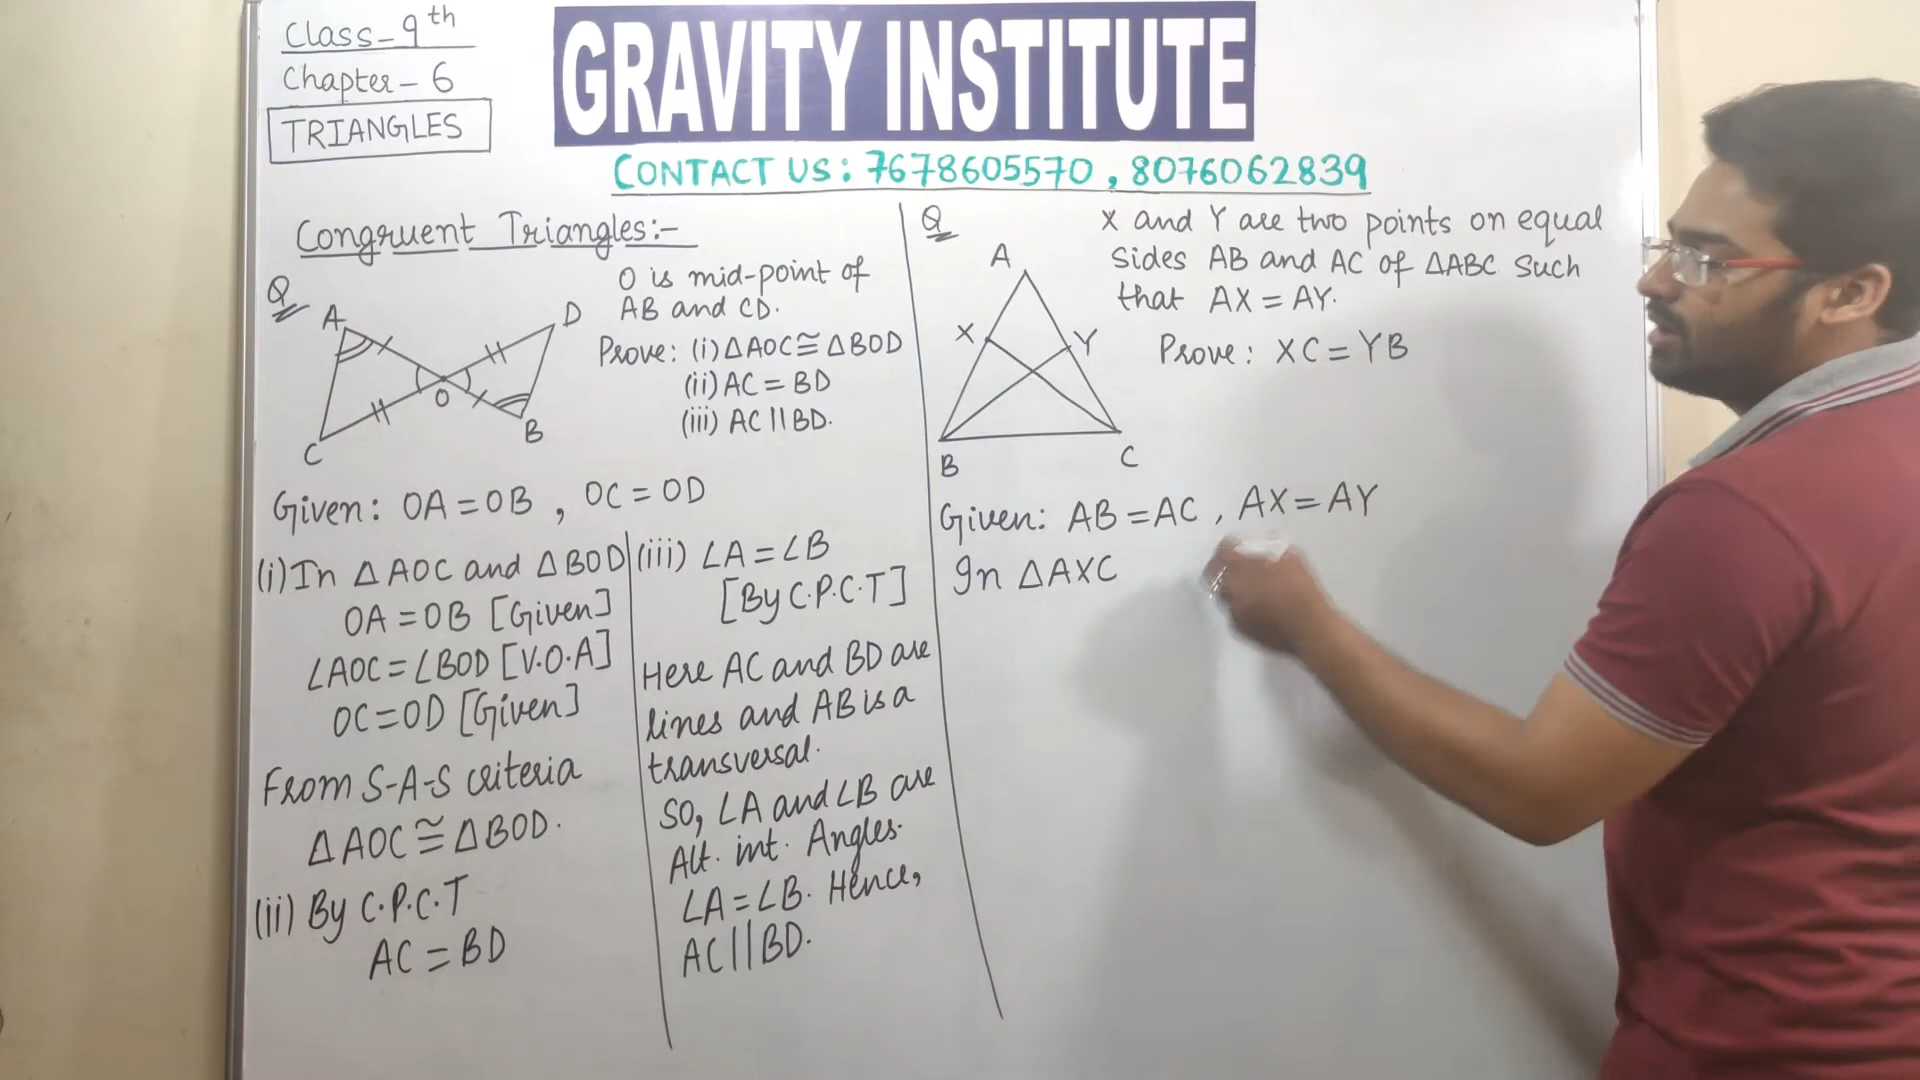 Class - 9th
Chapter - 6
TRIANGLES
GRAVITY INSTITUTE
CONTACT US : 7678605570 , 8076062839
Congruent Triangles:-
Q
A
D
O
C
B
O is mid-point of
AB and CD.
Prove: (i) ΔAOC ≅ ΔBOD
(ii) AC = BD
(iii) AC || BD.
Given: OA = OB , OC = OD
(i) In Δ AOC and Δ BOD
OA = OB [Given]
∠AOC = ∠BOD [V.O.A]
OC = OD [Given]
From S-A-S criteria
Δ AOC ≅ Δ BOD.
(ii) By C.P.C.T
AC = BD
(iii) ∠A = ∠B
[By C.P.C.T]
Here AC and BD are
lines and AB is a
transversal.
So, ∠A and ∠B are
Alt. int. Angles.
∠A = ∠B. Hence,
AC || BD.
Q
X and Y are two points on equal
Sides AB and AC of ΔABC such
that AX = AY.
Prove: XC = YB
A
X
Y
B
C
Given: AB = AC , AX = AY
In ΔAXC